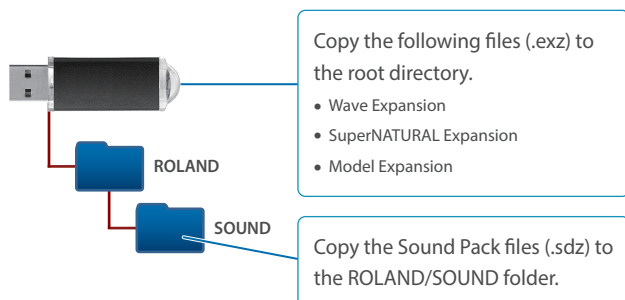 Copy the following files (.exz) to
the root directory.
• Wave Expansion
• SuperNATURAL Expansion
• Model Expansion
ROLAND
SOUND
Copy the Sound Pack files (.sdz) to
the ROLAND/SOUND folder.